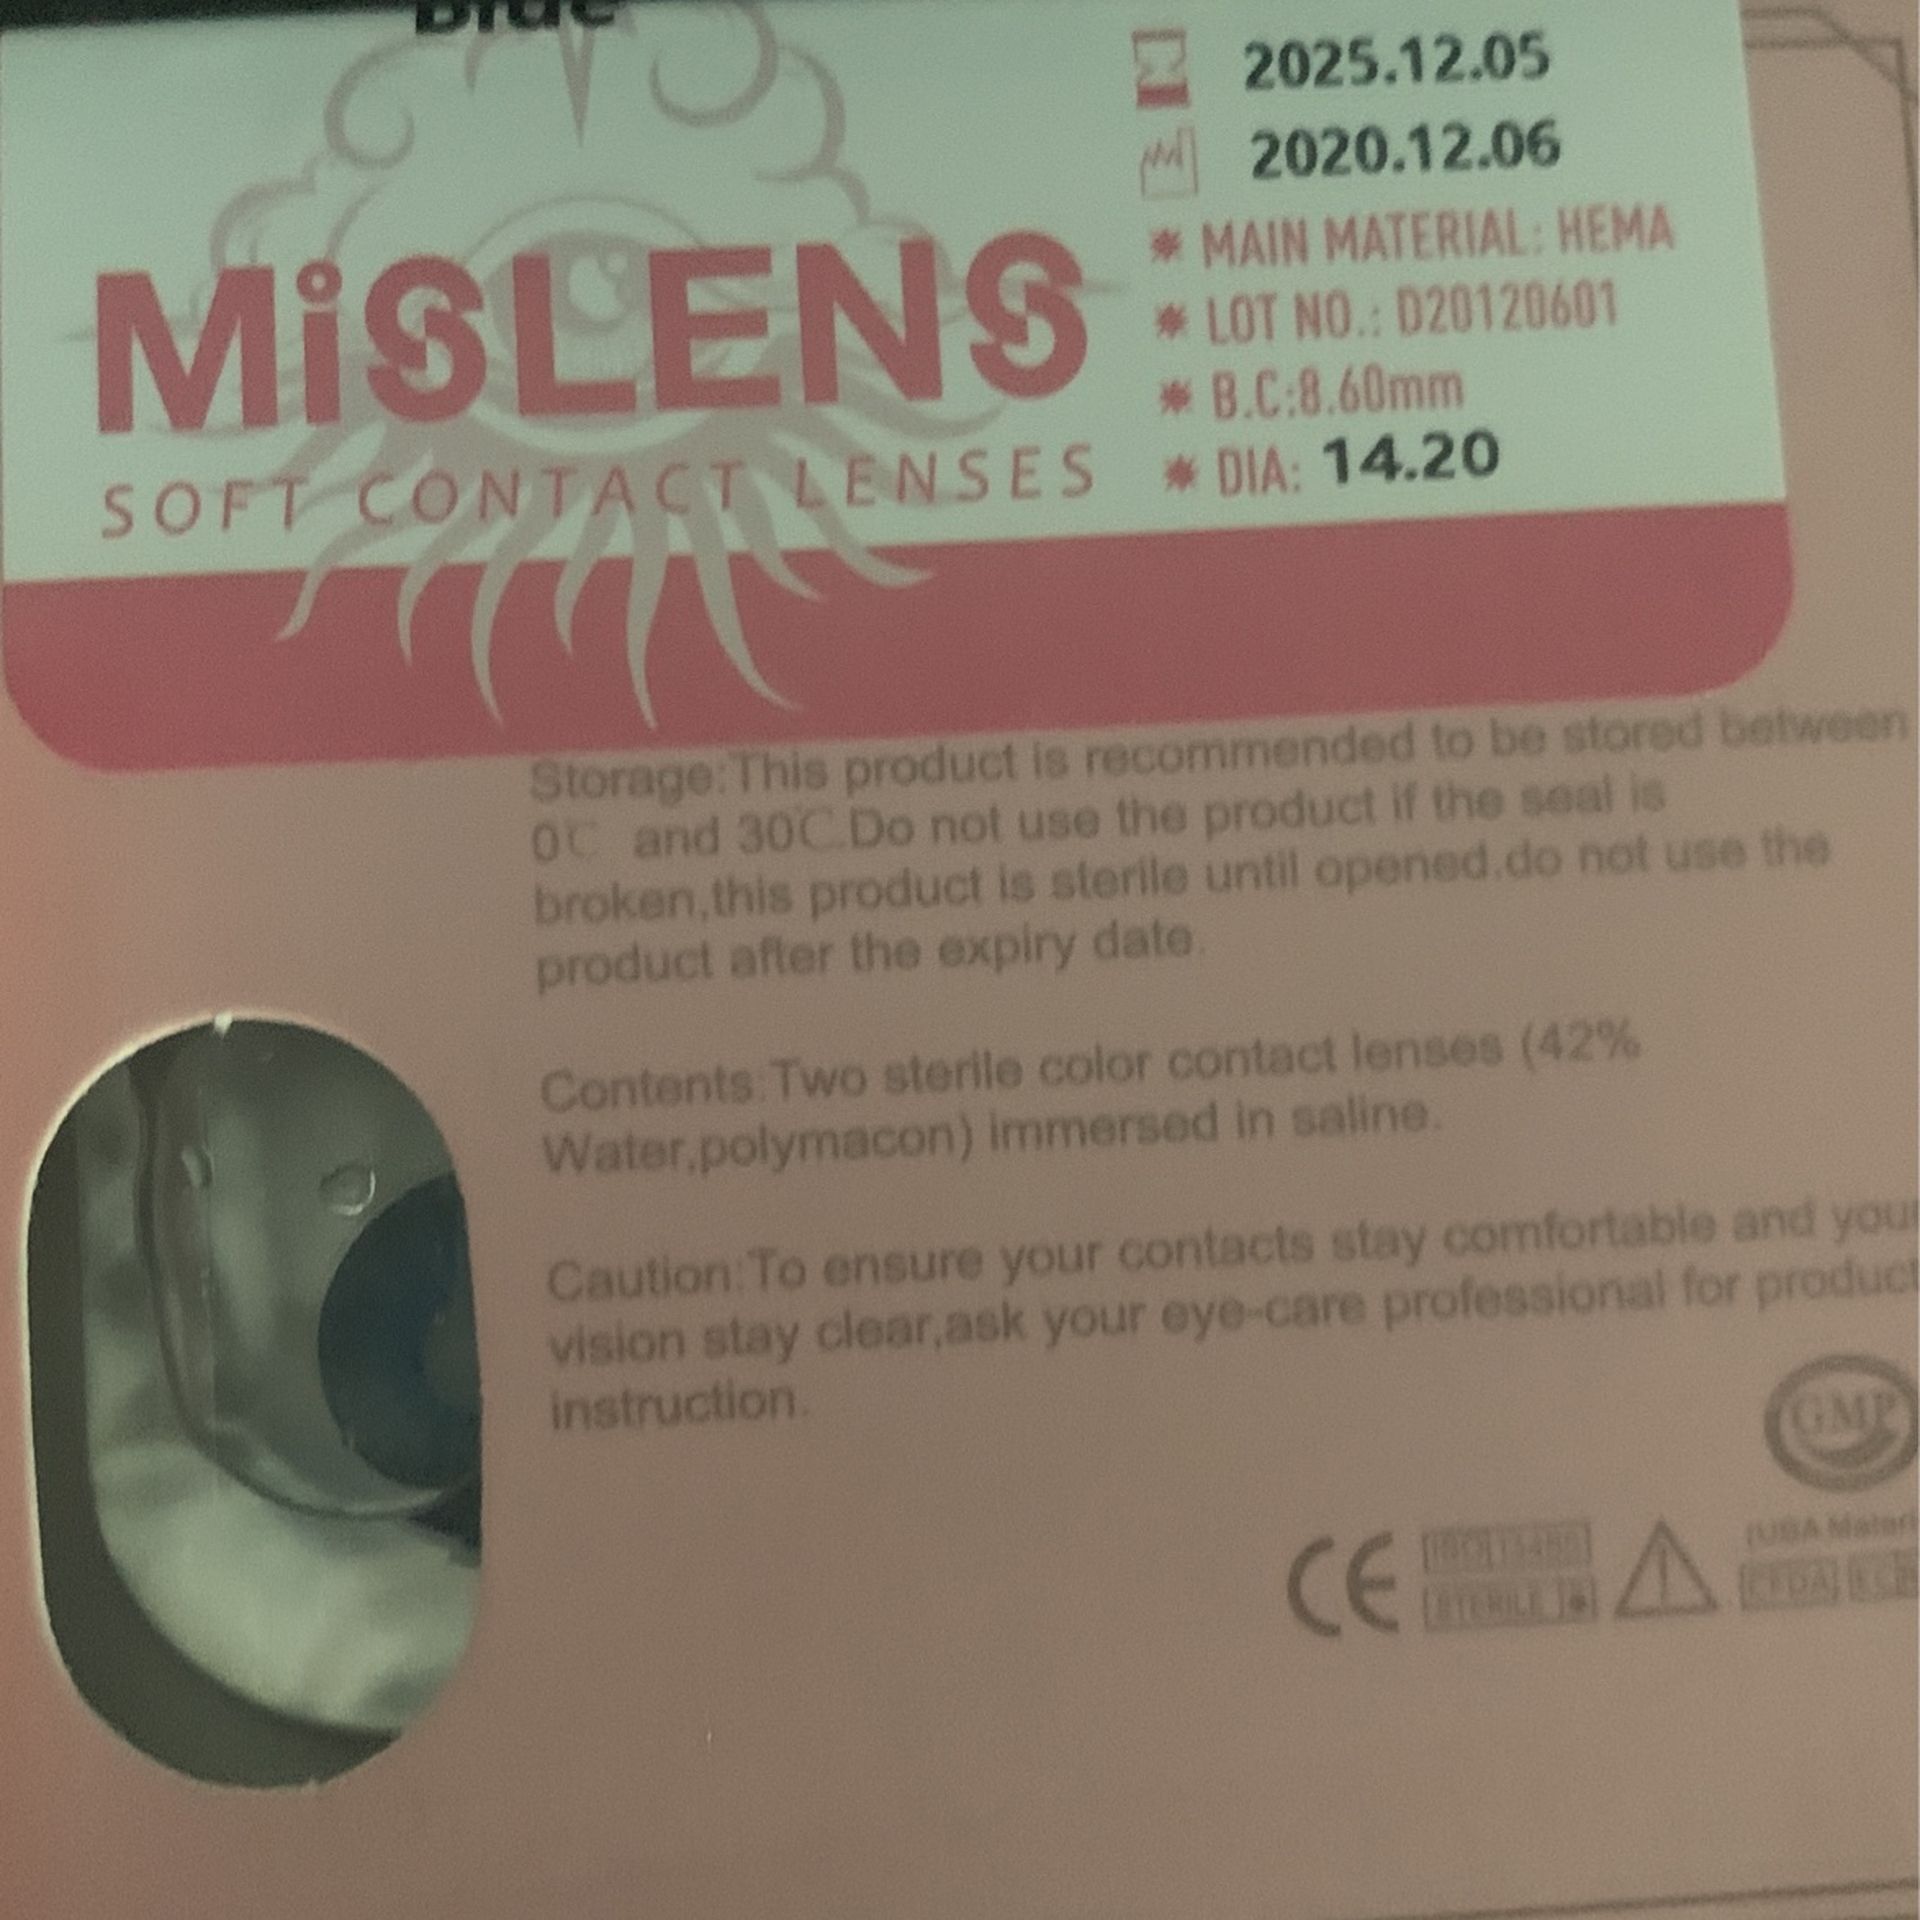 Blue
2025.12.05
2020.12.06
* MAIN MATERIAL: HEMA
* LOT NO.: D20120601
* B.C:8.60mm
* DIA: 14.20
MiSLENS
SOFT CONTACT LENSES
Storage:This product is recommended to be stored between
0℃ and 30℃.Do not use the product if the seal is
broken,this product is sterile until opened.do not use the
product after the expiry date.
Contents:Two sterile color contact lenses (42%
Water,polymacon) immersed in saline.
Caution:To ensure your contacts stay comfortable and your
vision stay clear,ask your eye-care professional for product
instruction.
GMP
CE
STERILE
(USA
CFDA